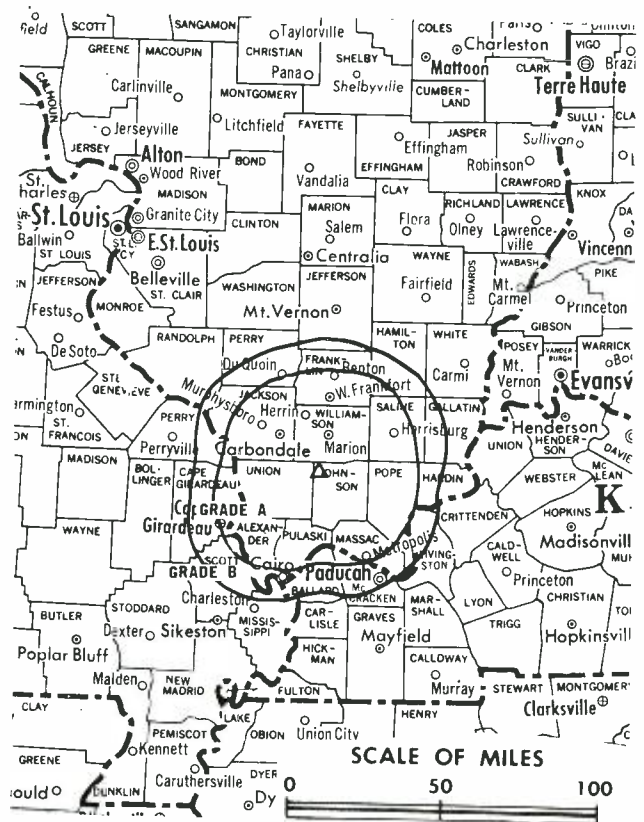 SCOTT
SANGAMON
Taylorville
COLES
VIGO
GREENE
MACOUPIN
CHRISTIAN
SHELBY
Charleston
Brazi
Pana
Mattoon
CLARK
Terre Haute
Carlinville
Shelbyville
MONTGOMERY
CUMBER-
LAND
CALHOUN
Jerseyville
Litchfield
FAYETTE
JASPER
SULLI-
VAN
Effingham
Sullivan
JERSEY
Alton
BOND
EFFINGHAM
Robinson
Wood River
Vandalia
CRAWFORD
St.
harles
MADISON
CLAY
KNOX
Granite City
MARION
RICHLAND
LAWRENCE
St. Louis
CLINTON
Salem
Flora
Olney
Lawrence-
ville
Ballwin
ST. LOUIS
E.St.Louis
Centralia
WAYNE
Vincenn
Belleville
JEFFERSON
WABASH
JEFFERSON
ST. CLAIR
WASHINGTON
Fairfield
EDWARDS
Mt.
Carmel
PIKE
Festus
MONROE
Mt.Vernon
Princeton
GIBSON
RANDOLPH
PERRY
HAMIL-
TON
WHITE
POSEY
VANDER
BURGH
WARRICK
De Soto
Du Quoin
FRANK-
LIN
Benton
Carmi
Mt.
Vernon
Evansv
STE.
GENEVIEVE
W. Frankfort
Murphysboro
JACKSON
Herrin
WILLIAM-
SON
SALINE
GALLATIN
Henderson
armington
PERRY
ST.
FRANCOIS
Perryville
Marion
Harrisburg
UNION
HENDER-
SON
DAVIE
Carbondale
MADISON
BOL-
LINGER
CAPE
GIRARDEAU
UNION
JOHN-
SON
POPE
HARDIN
WEBSTER
Mc
LEAN
K
GRADE A
Girardeau
ALEXAN-
DER
CRITTENDEN
HOPKINS
WAYNE
PULASKI
MASSAC
Madisonvil
Metropolis
LIVING-
STON
CALD-
WELL
SCOTT
Cairo
GRADE B
Paducah
Princeton
BALLARD
Mc
CRACKEN
Charleston
CAR-
LISLE
MAR-
SHALL
LYON
CHRISTIAN
STODDARD
BUTLER
Dexter
Sikeston
MISSIS-
SIPPI
GRAVES
TRIGG
Mayfield
Hopkinsvill
Poplar Bluff
HICK-
MAN
CALLOWAY
Malden
NEW
MADRID
FULTON
Murray
STEWART
MONTGOMERY
CLAY
Clarksville
LAKE
HENRY
PEMISCOT
OBION
Union City
Kennett
GREENE
SCALE OF MILES
Caruthersville
DYER
0
50
100
ould
DUNKLIN
Dy